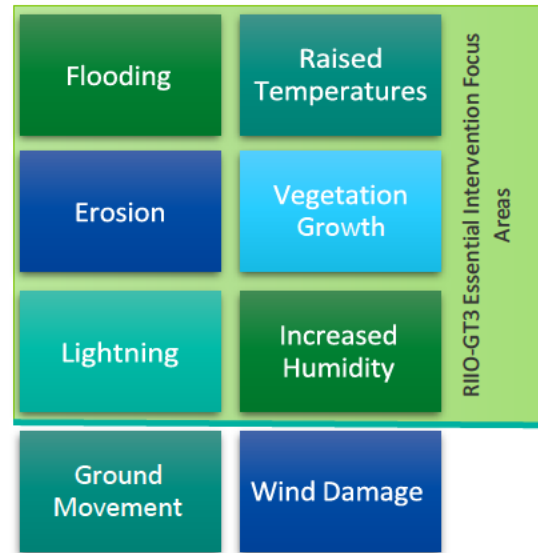 Flooding
Raised
Temperatures
Erosion
Vegetation
Growth
Lightning
Increased
Humidity
RIIO-GT3 Essential Intervention Focus
Areas
Ground
Movement
Wind Damage